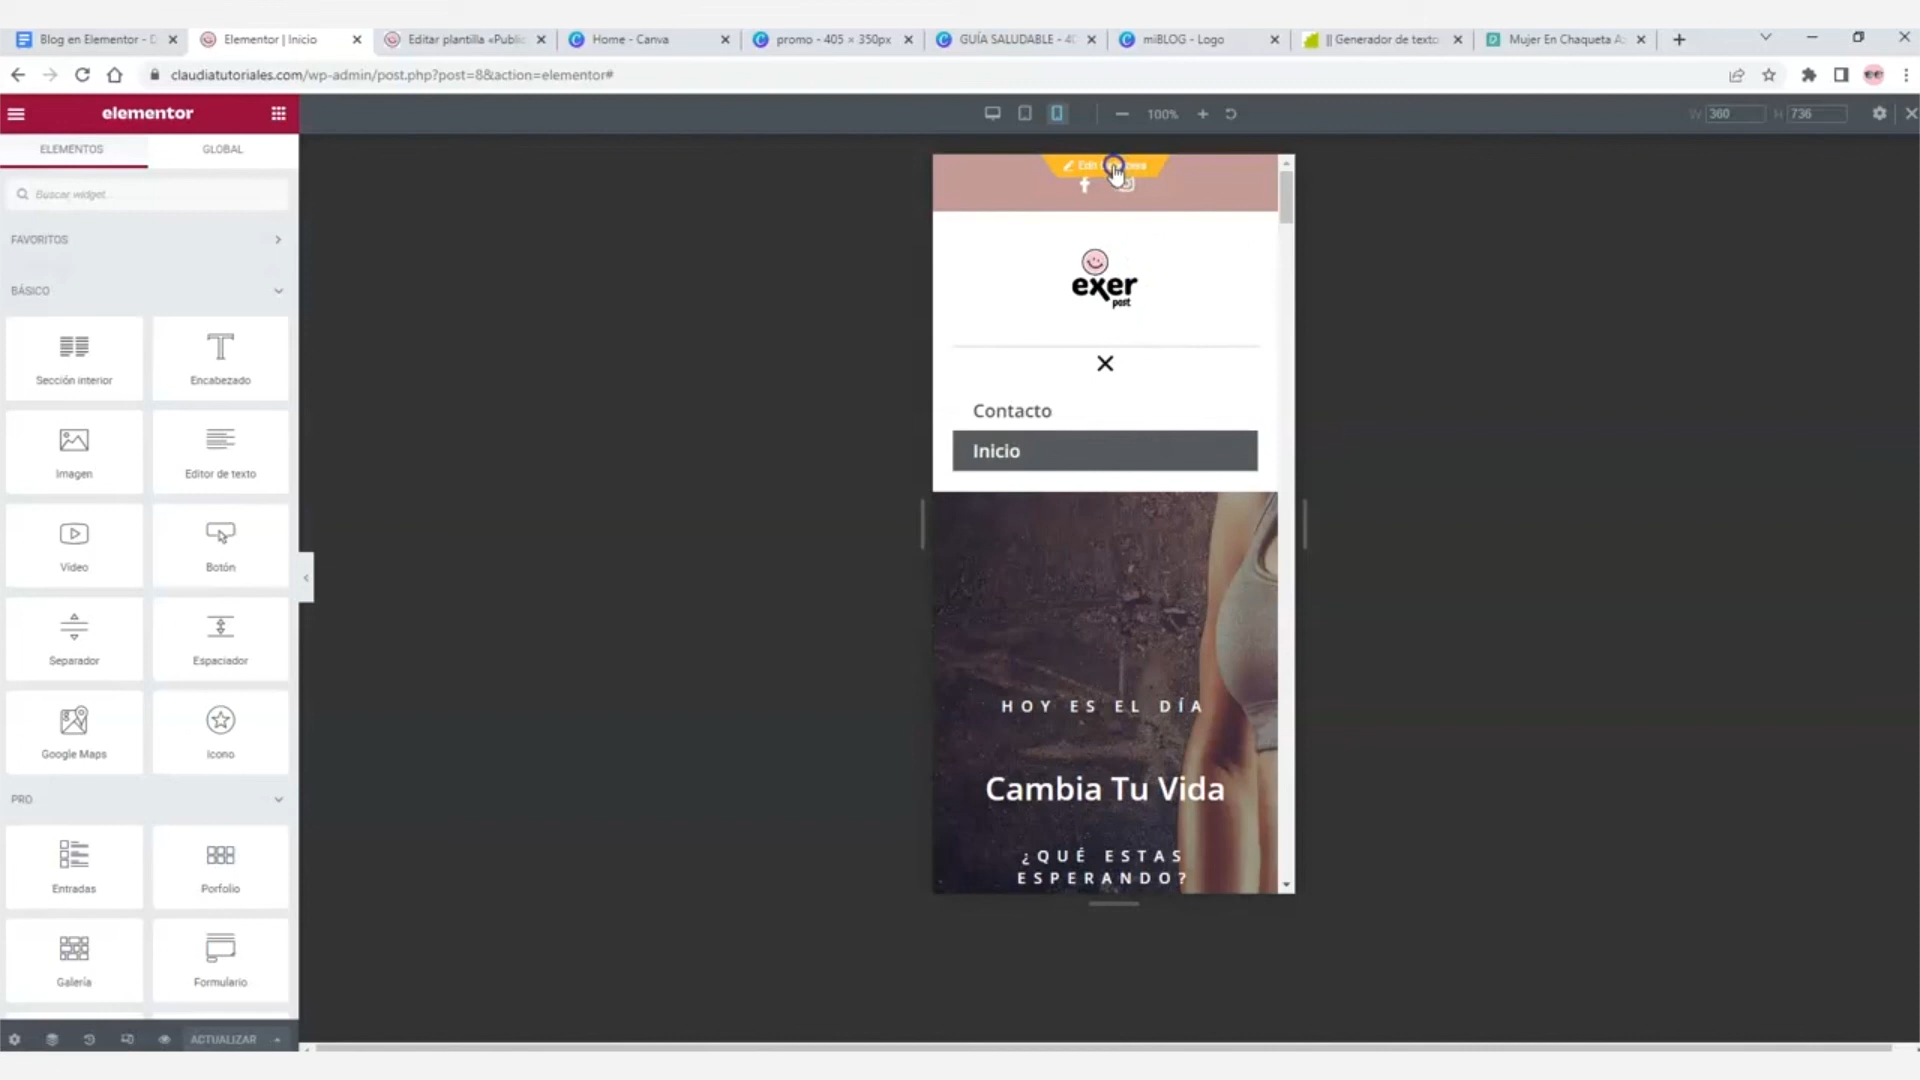 Blog en Elementor - D
Elementor | Inicio
Editar plantilla «Public
Home - Canva
promo - 405 × 350px
GUÍA SALUDABLE - 40
miBLOG - Logo
|| Generador de texto
Mujer En Chaqueta A
claudiatutoriales.com/wp-admin/post.php?post=8&action=elementor#
elementor
100%
W 360
H 736
ELEMENTOS
GLOBAL
Buscar widget...
FAVORITOS
BÁSICO
Sección interior
Encabezado
Imagen
Editor de texto
Vídeo
Botón
Separador
Espaciador
Google Maps
Icono
PRO
Entradas
Porfolio
Galería
Formulario
ACTUALIZAR
Edit
exer
post
Contacto
Inicio
HOY ES EL DÍA
Cambia Tu Vida
¿QUÉ ESTAS
ESPERANDO?